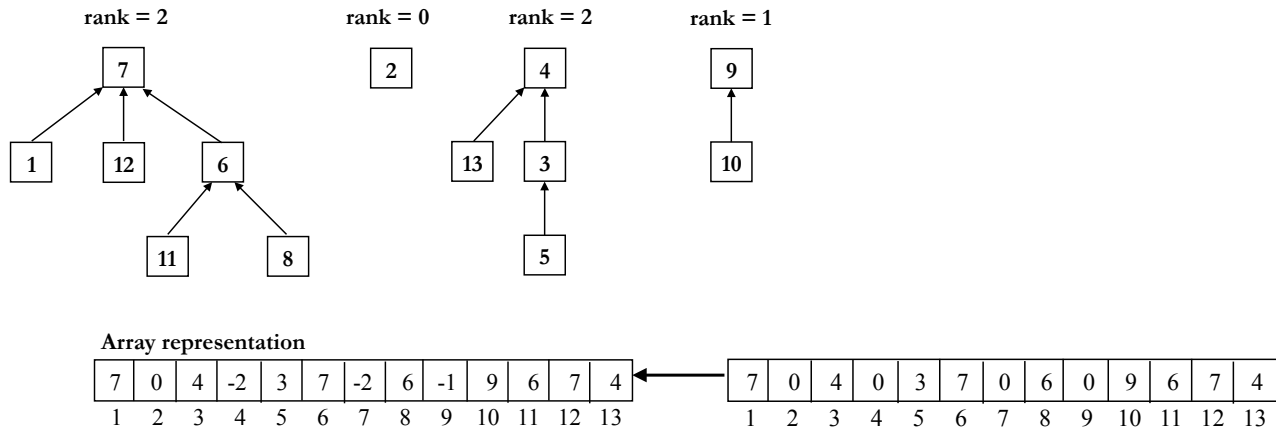 rank = 2 rank = 0 rank = 2 rank = 1
7 2 4 9
1 12 6 13 3 10
11 8 5
Array representation
7 0 4 -2 3 7 -2 6 -1 9 6 7 4 7 0 4 0 3 7 0 6 0 9 6 7 4
1 2 3 4 5 6 7 8 9 10 11 12 13 1 2 3 4 5 6 7 8 9 10 11 12 13